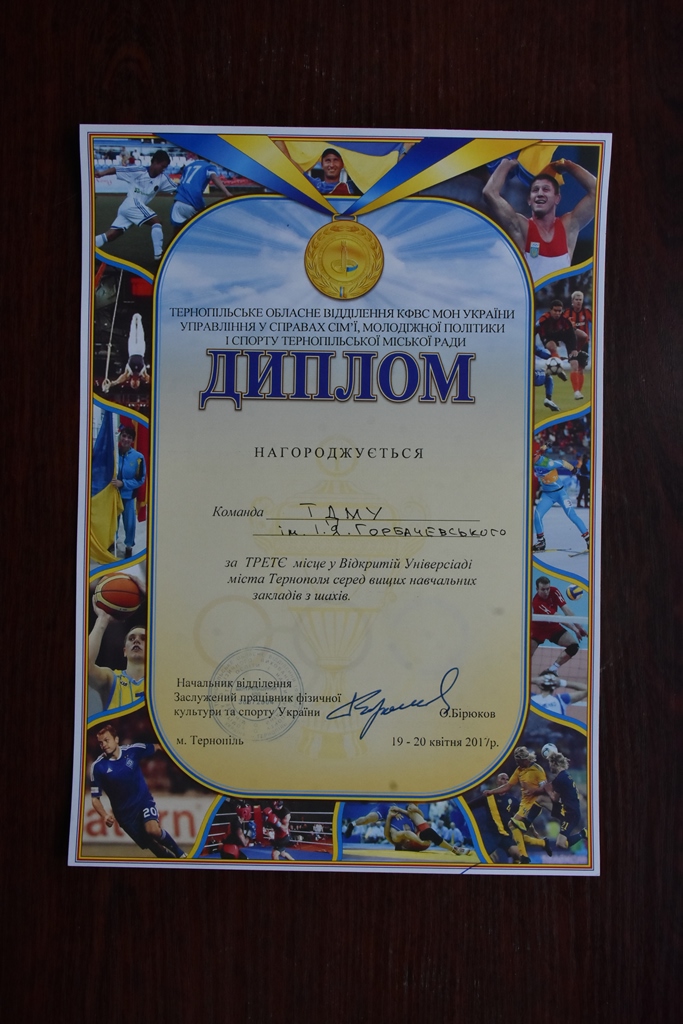 ТЕРНОПІЛЬСЬКЕ ОБЛАСНЕ ВІДДІЛЕННЯ КФВС МОН УКРАЇНИ
УПРАВЛІННЯ У СПРАВАХ СІМ'Ї, МОЛОДІЖНОЇ ПОЛІТИКИ
І СПОРТУ ТЕРНОПІЛЬСЬКОЇ МІСЬКОЇ РАДИ
ДИПЛОМ
НАГОРОДЖУЄТЬСЯ
Команда ТДМУ
ім. І.Я. ГОРБАЧЕВСЬКОГО
за ТРЕТЄ місце у Відкритій Універсіаді
міста Тернополя серед вищих навчальних
закладів з шахів.
Начальник відділення
Заслужений працівник фізичної
культури та спорту України О.Бірюков
м. Тернопіль 19 - 20 квітня 2017р.
17
20